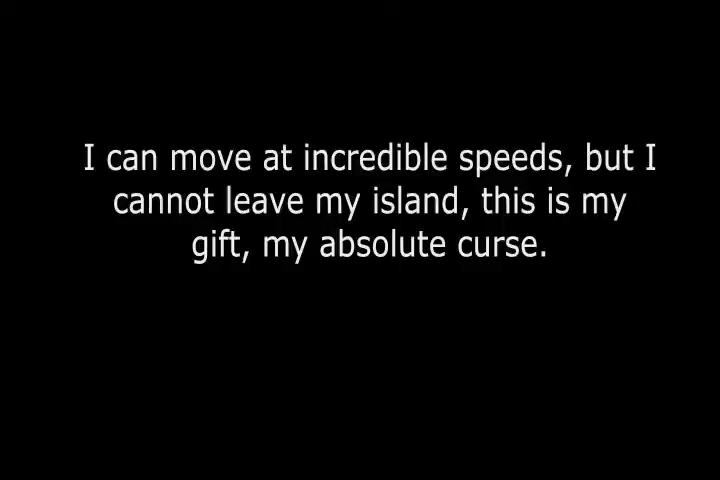 I can move at incredible speeds, but I
cannot leave my island, this is my
gift, my absolute curse.